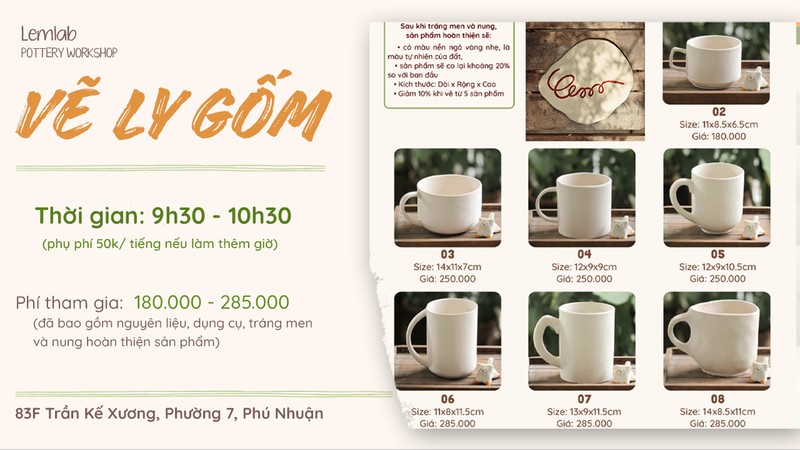 Lemlab
POTTERY WORKSHOP
VẼ LY GỐM
Thời gian: 9h30 - 10h30
(phụ phí 50k/ tiếng nếu làm thêm giờ)
Phí tham gia: 180.000 - 285.000
(đã bao gồm nguyên liệu, dụng cụ, tráng men
và nung hoàn thiện sản phẩm)
83F Trần Kế Xương, Phường 7, Phú Nhuận
Sau khi tráng men và nung,
sản phẩm hoàn thiện sẽ:
• có màu nền ngà vàng nhẹ, là
màu tự nhiên của đất,
• sản phẩm sẽ co lại khoảng 20%
so với ban đầu
• Kích thước: Dài x Rộng x Cao
• Giảm 10% khi vẽ từ 5 sản phẩm
Lem
02
Size: 11x8.5x6.5cm
Giá: 180.000
03
Size: 14x11x7cm
Giá: 250.000
04
Size: 12x9x9cm
Giá: 250.000
05
Size: 12x9x10.5cm
Giá: 250.000
06
Size: 11x8x11.5cm
Giá: 285.000
07
Size: 13x9x11.5cm
Giá: 285.000
08
Size: 14x8.5x11cm
Giá: 285.000